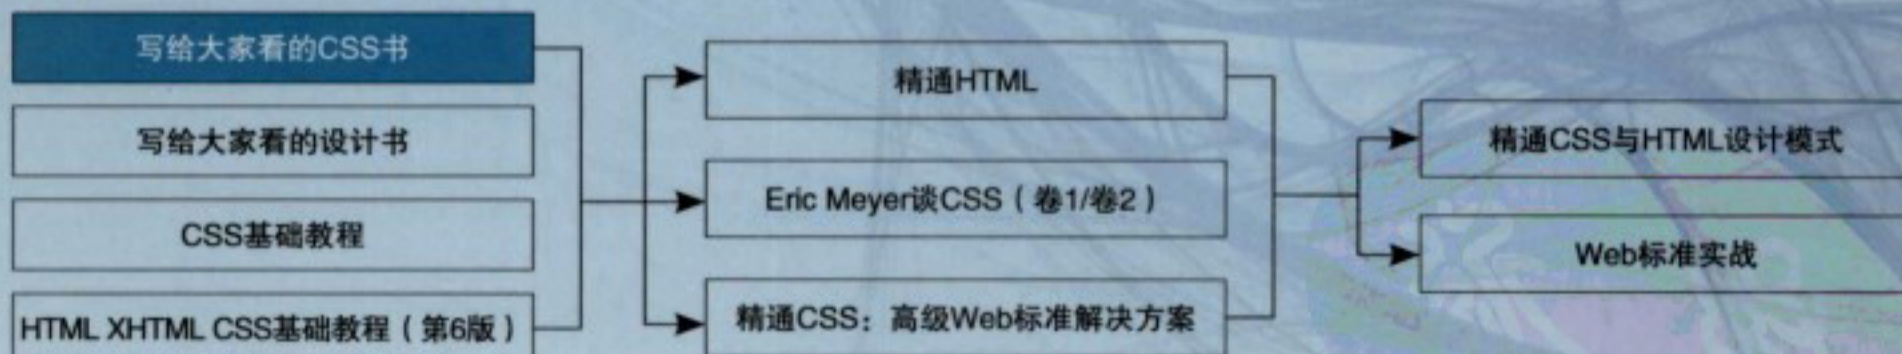 写给大家看的CSS书
写给大家看的设计书
CSS基础教程
HTML XHTML CSS基础教程（第6版）
精通HTML
Eric Meyer谈CSS（卷1/卷2）
精通CSS：高级Web标准解决方案
精通CSS与HTML设计模式
Web标准实战